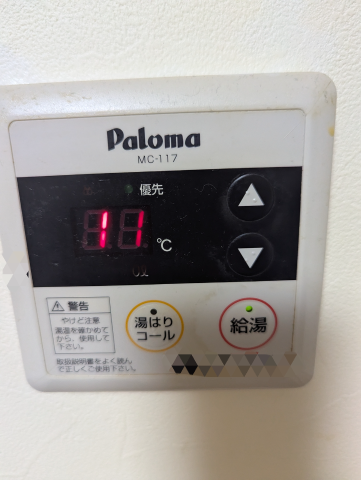 Paloma
MC-117
優先
11 ℃
0ℓ
⚠ 警告
やけど注意
湯温を確かめて
から、使用して
下さい。
取扱説明書をよく読ん
で正しくご使用下さい。
湯はり
コール
給湯